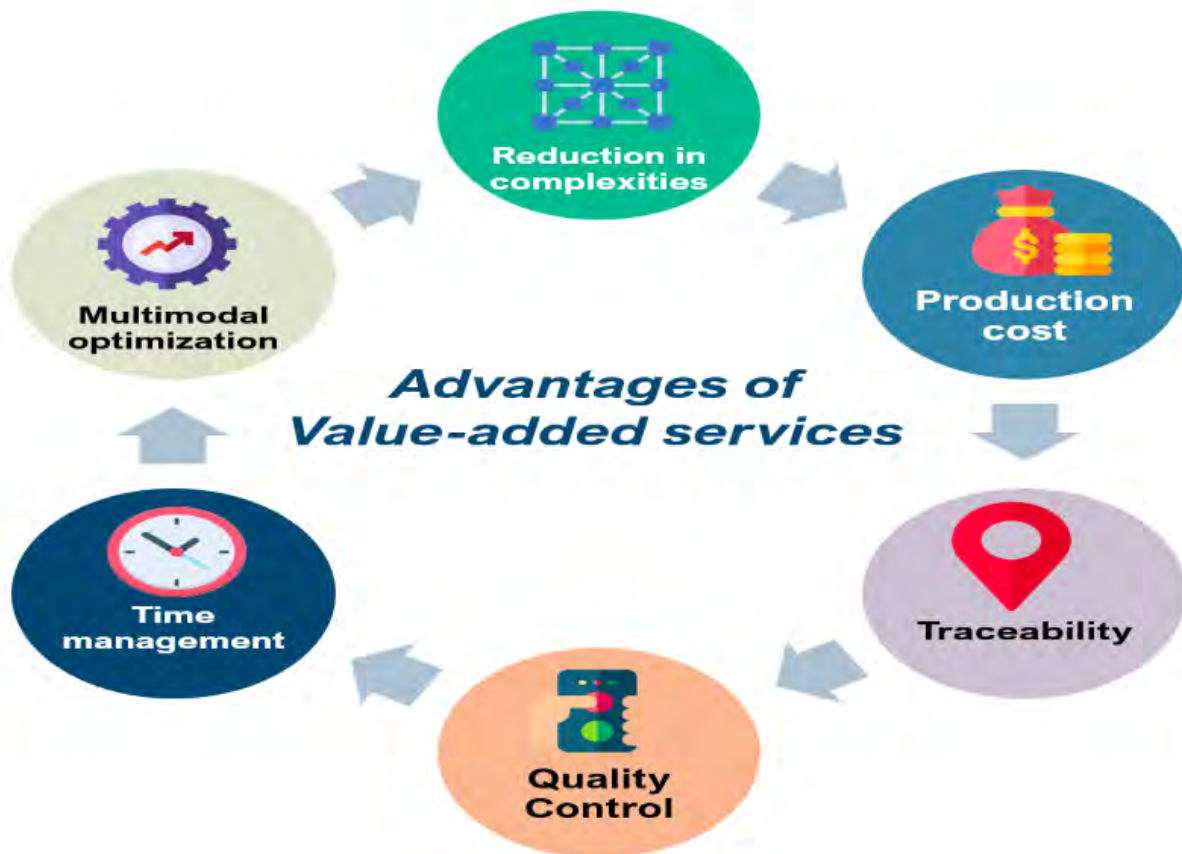 Advantages of
Value-added services
Reduction in
complexities
Production
cost
Traceability
Quality
Control
Time
management
Multimodal
optimization
$